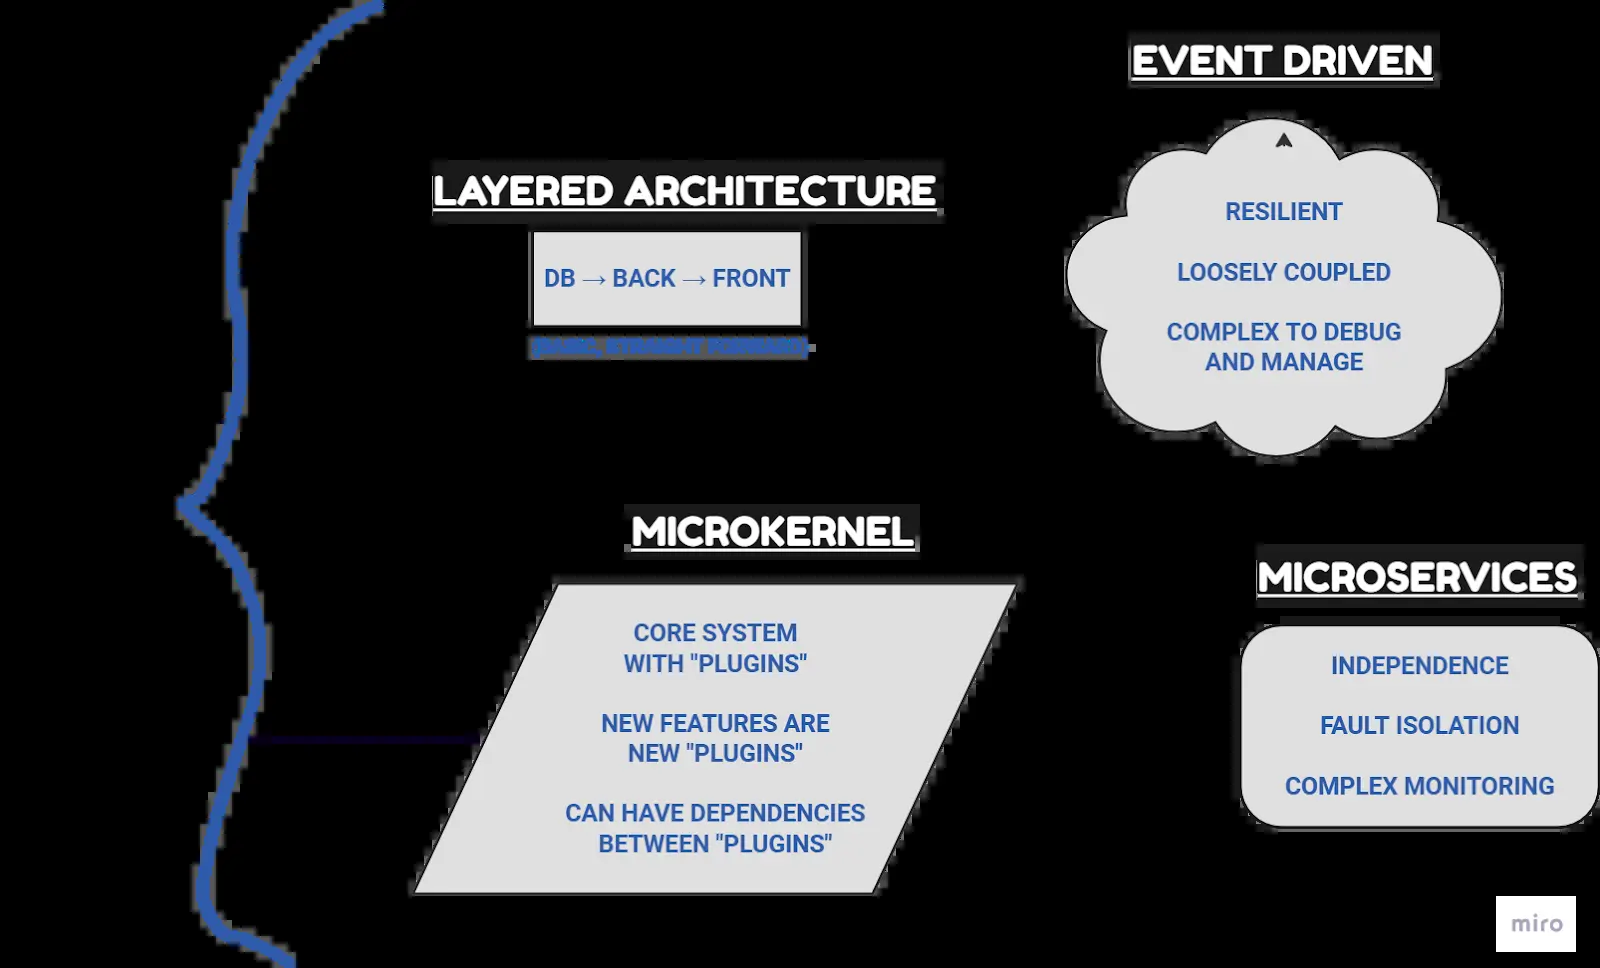 EVENT DRIVEN
RESILIENT
LOOSELY COUPLED
COMPLEX TO DEBUG
AND MANAGE
LAYERED ARCHITECTURE
DB → BACK → FRONT
MICROKERNEL
CORE SYSTEM
WITH "PLUGINS"
NEW FEATURES ARE
NEW "PLUGINS"
CAN HAVE DEPENDENCIES
BETWEEN "PLUGINS"
MICROSERVICES
INDEPENDENCE
FAULT ISOLATION
COMPLEX MONITORING
miro